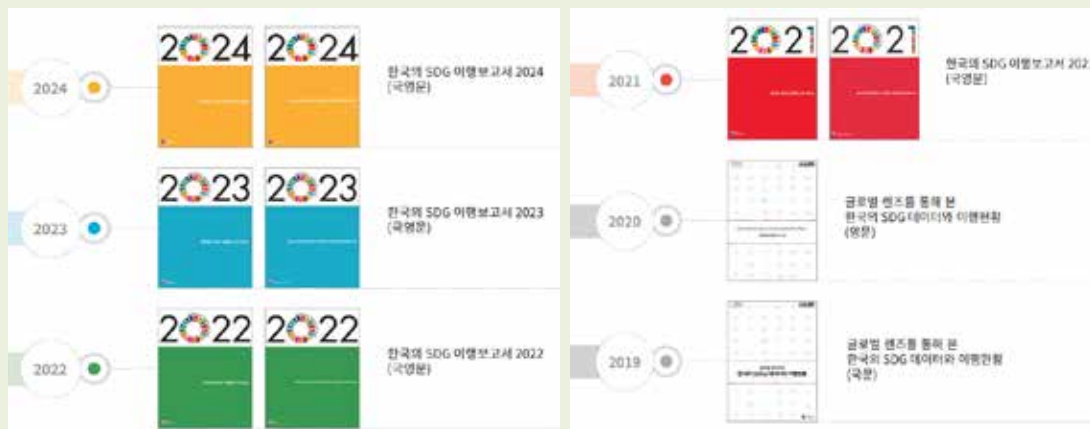 2024
2024
2024
한국의 SDG 이행보고서 2024
(국영문)
2023
2023
2023
한국의 SDG 이행보고서 2023
(국영문)
2022
2022
2022
한국의 SDG 이행보고서 2022
(국영문)
2021
2021
2021
한국의 SDG 이행보고서 202
(국영문)
2020
글로벌 렌즈를 통해 본
한국의 SDG 데이터와 이행현황
(영문)
2019
글로벌 렌즈를 통해 본
한국의 SDG 데이터와 이행현황
(국문)